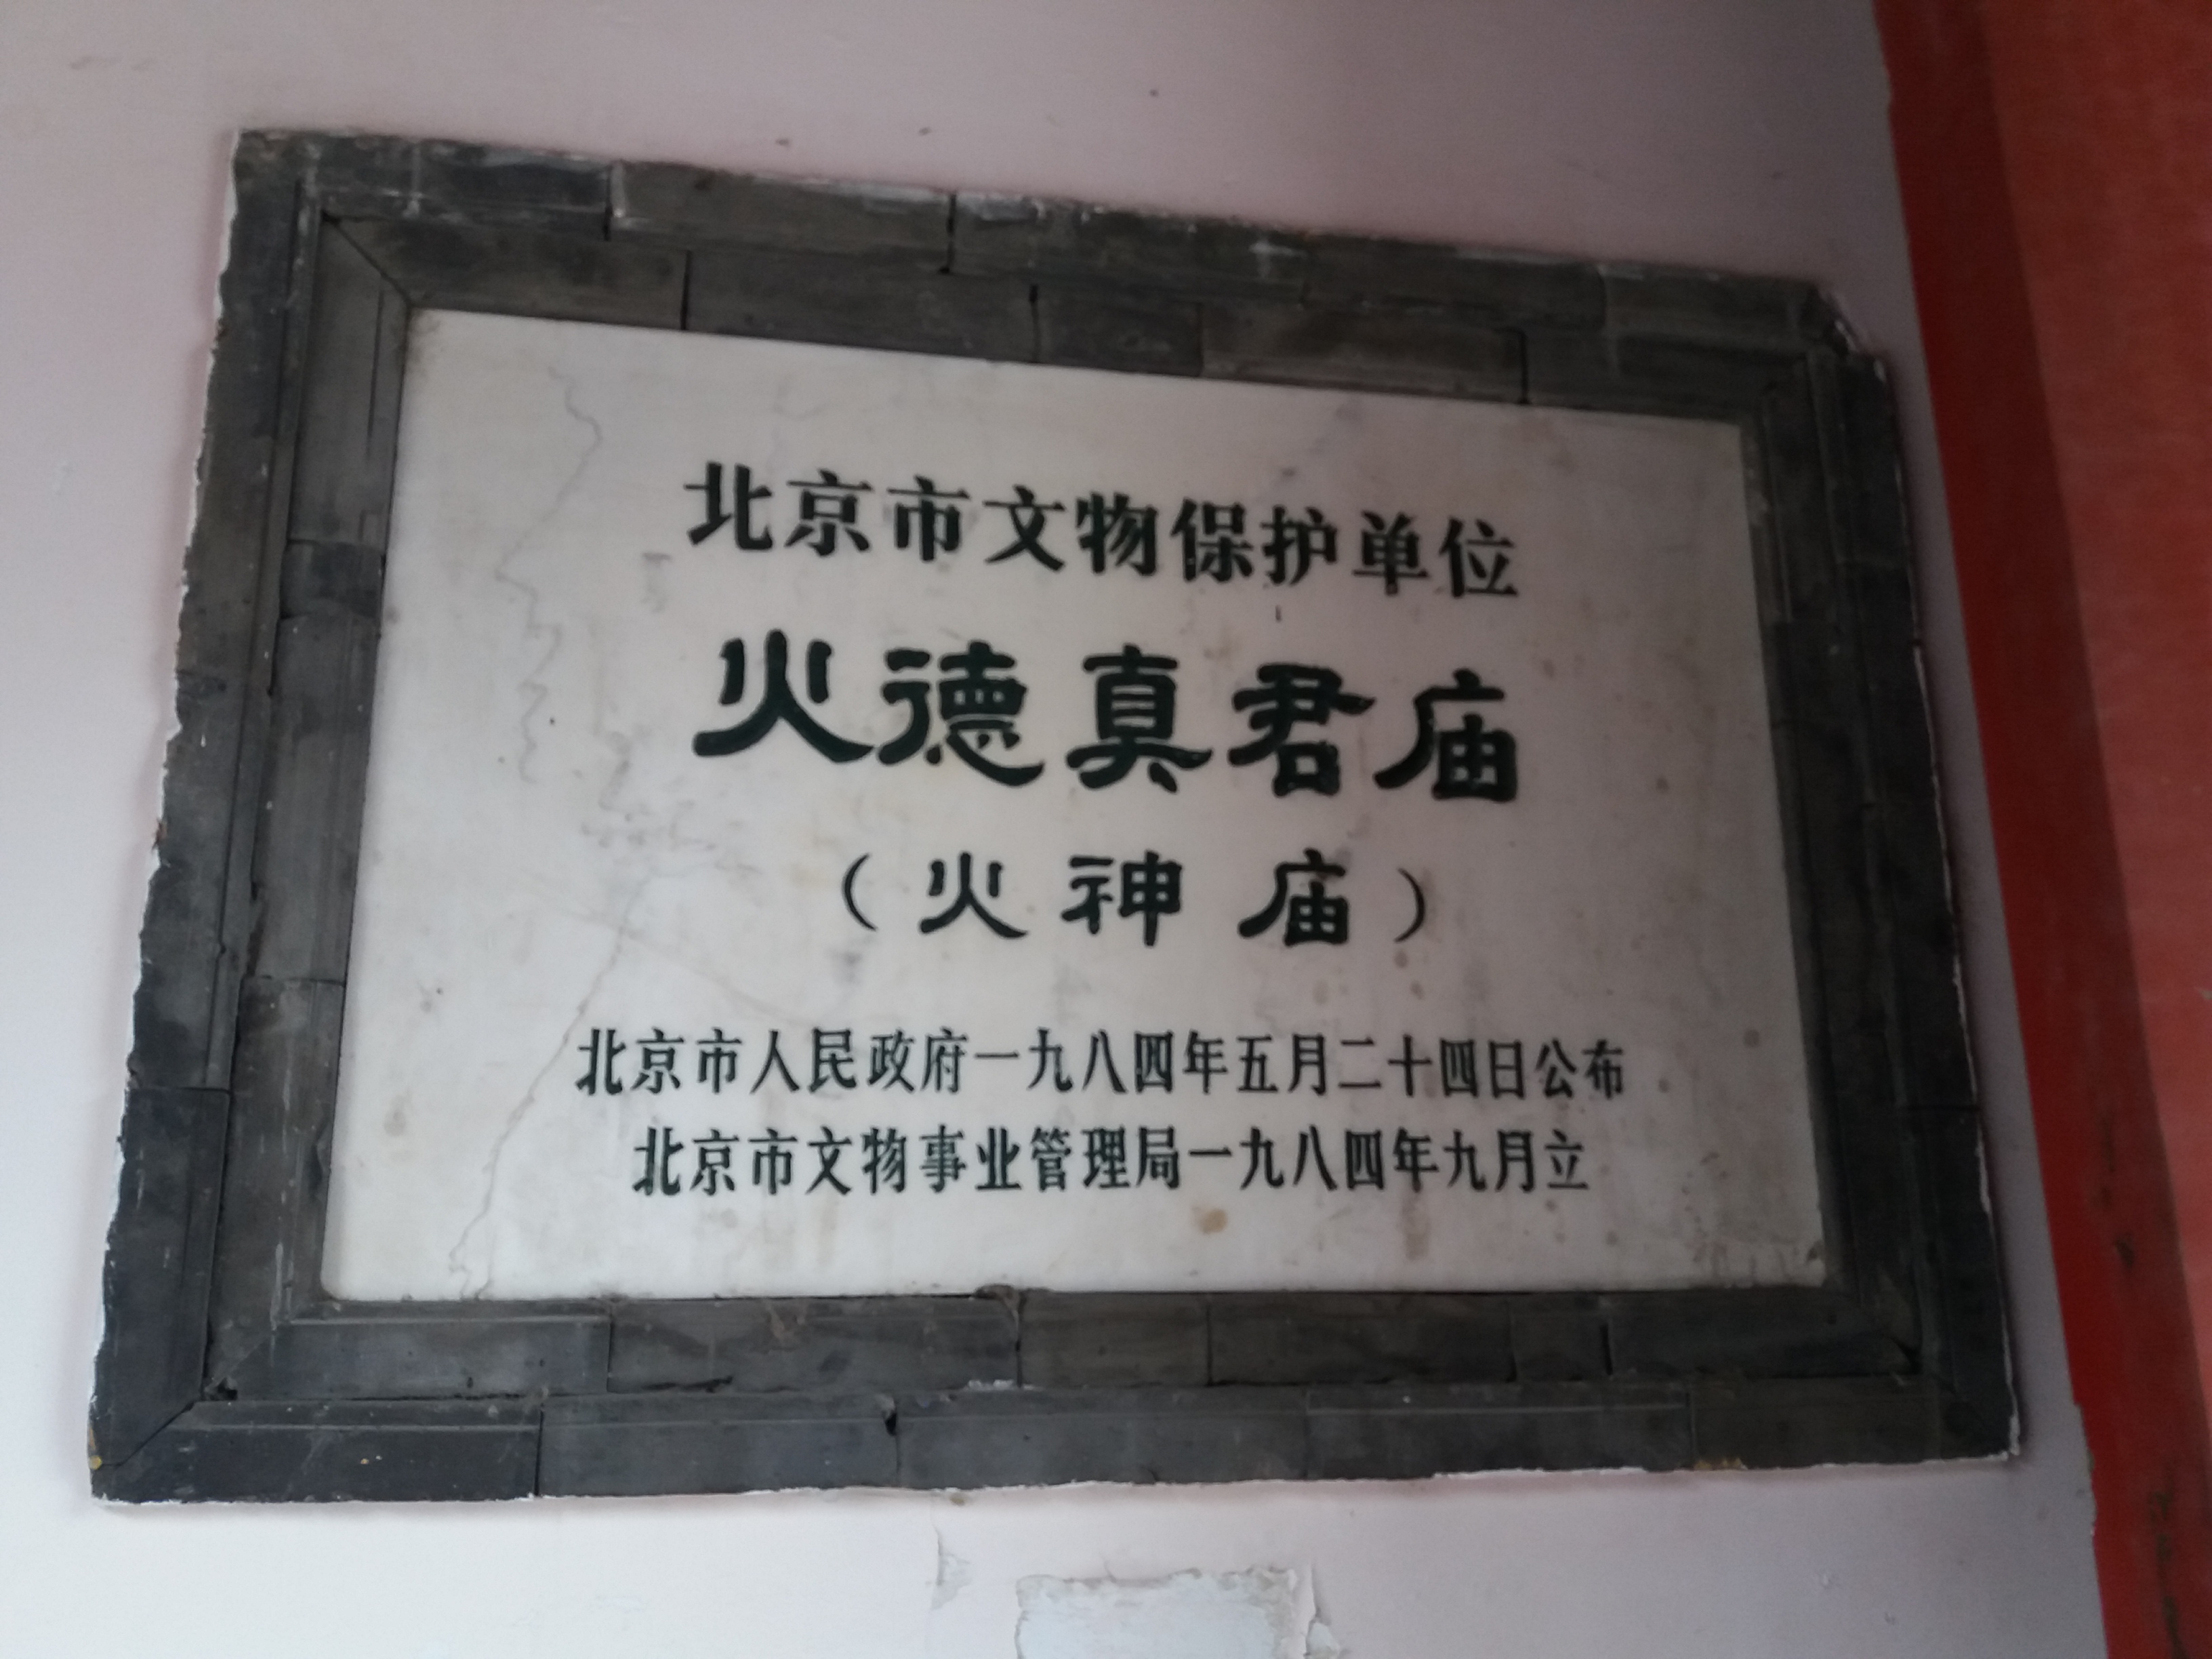 北京市文物保护单位
火德真君庙
（火神庙）
北京市人民政府一九八四年五月二十四日公布
北京市文物事业管理局一九八四年九月立